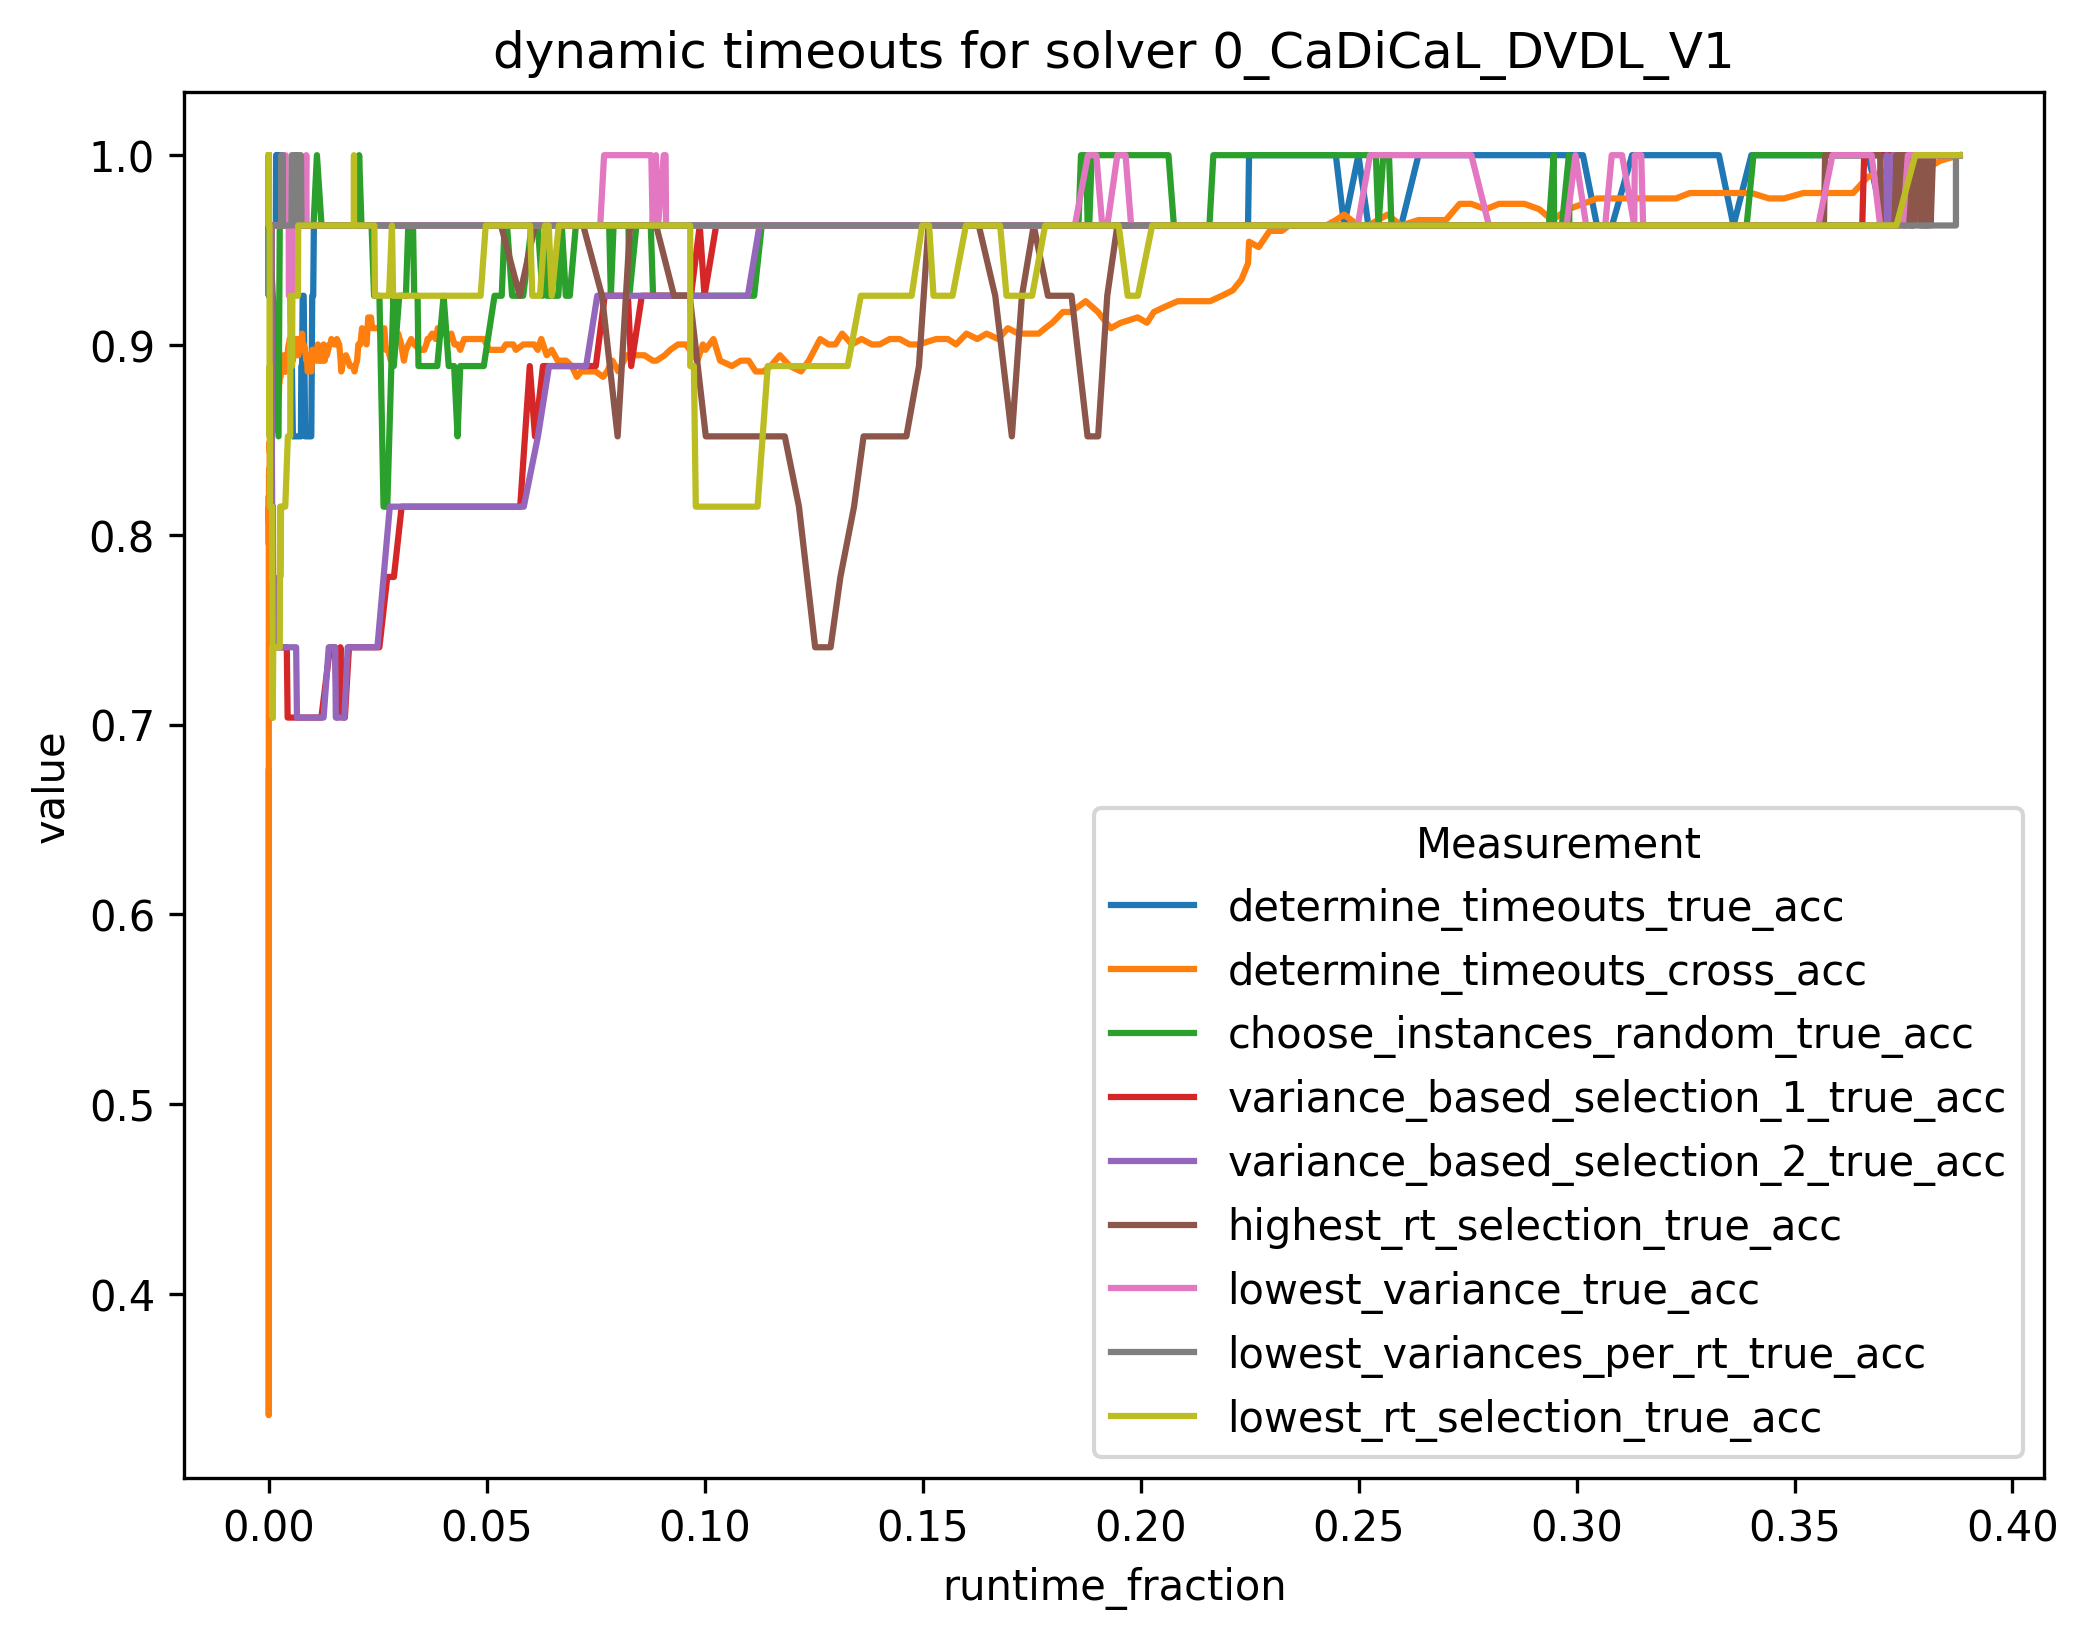 dynamic timeouts for solver 0_CaDiCaL_DVDL_V1
1.0
0.9
0.8
0.7
0.6
0.5
0.4
value
Measurement
determine_timeouts_true_acc
determine_timeouts_cross_acc
choose_instances_random_true_acc
variance_based_selection_1_true_acc
variance_based_selection_2_true_acc
highest_rt_selection_true_acc
lowest_variance_true_acc
lowest_variances_per_rt_true_acc
lowest_rt_selection_true_acc
0.00 0.05 0.10 0.15 0.20 0.25 0.30 0.35 0.40
runtime_fraction